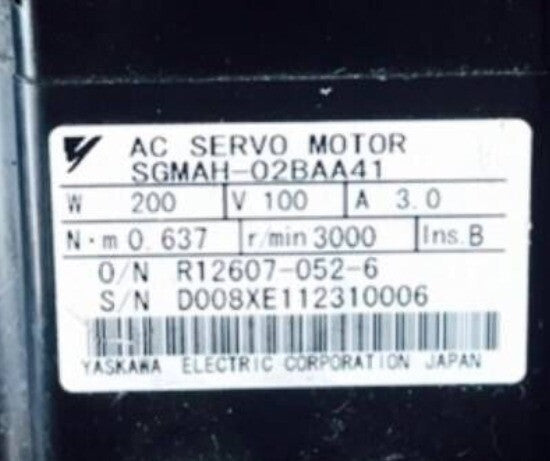 AC SERVO MOTOR
SGMAH-02BAA41
W 200 V 100 A 3.0
N·m 0.637 r/min 3000 Ins. B
O/N R12607-052-6
S/N D008XE112310006
YASKAWA ELECTRIC CORPORATION JAPAN